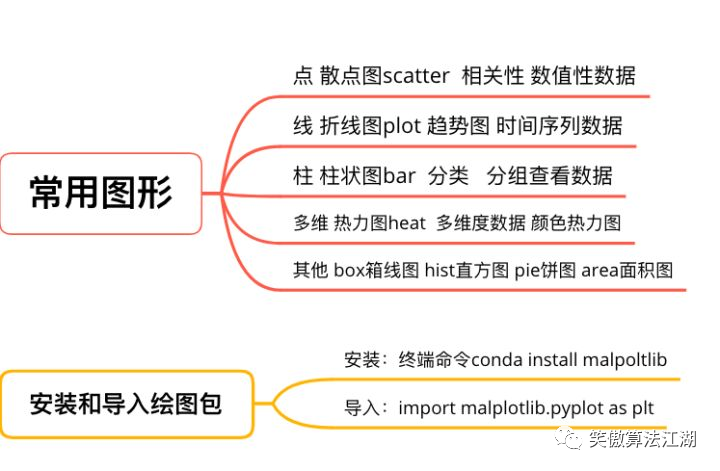 点 散点图scatter 相关性 数值性数据
线 折线图plot 趋势图 时间序列数据
柱 柱状图bar 分类 分组查看数据
常用图形
多维 热力图heat 多维度数据 颜色热力图
其他 box箱线图 hist直方图 pie饼图 area面积图
安装：终端命令conda install malpoltlib
安装和导入绘图包
导入：import malplotlib.pyplot as plt
笑傲算法江湖